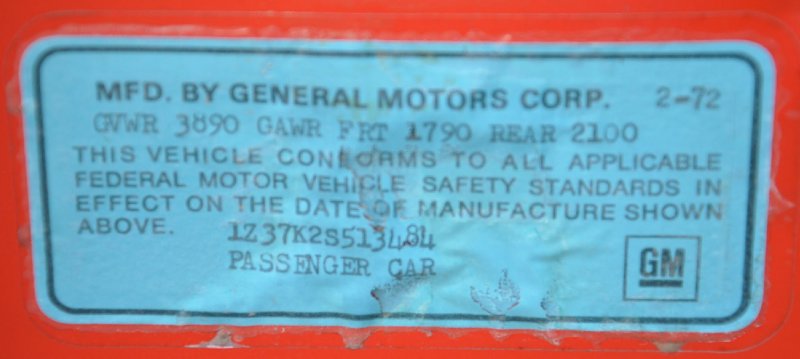 MFD. BY GENERAL MOTORS CORP. 2-72
GVWR 3890 GAWR FRT 1790 REAR 2100
THIS VEHICLE CONFORMS TO ALL APPLICABLE
FEDERAL MOTOR VEHICLE SAFETY STANDARDS IN
EFFECT ON THE DATE OF MANUFACTURE SHOWN
ABOVE. 1Z37K2S513484
PASSENGER CAR
GM